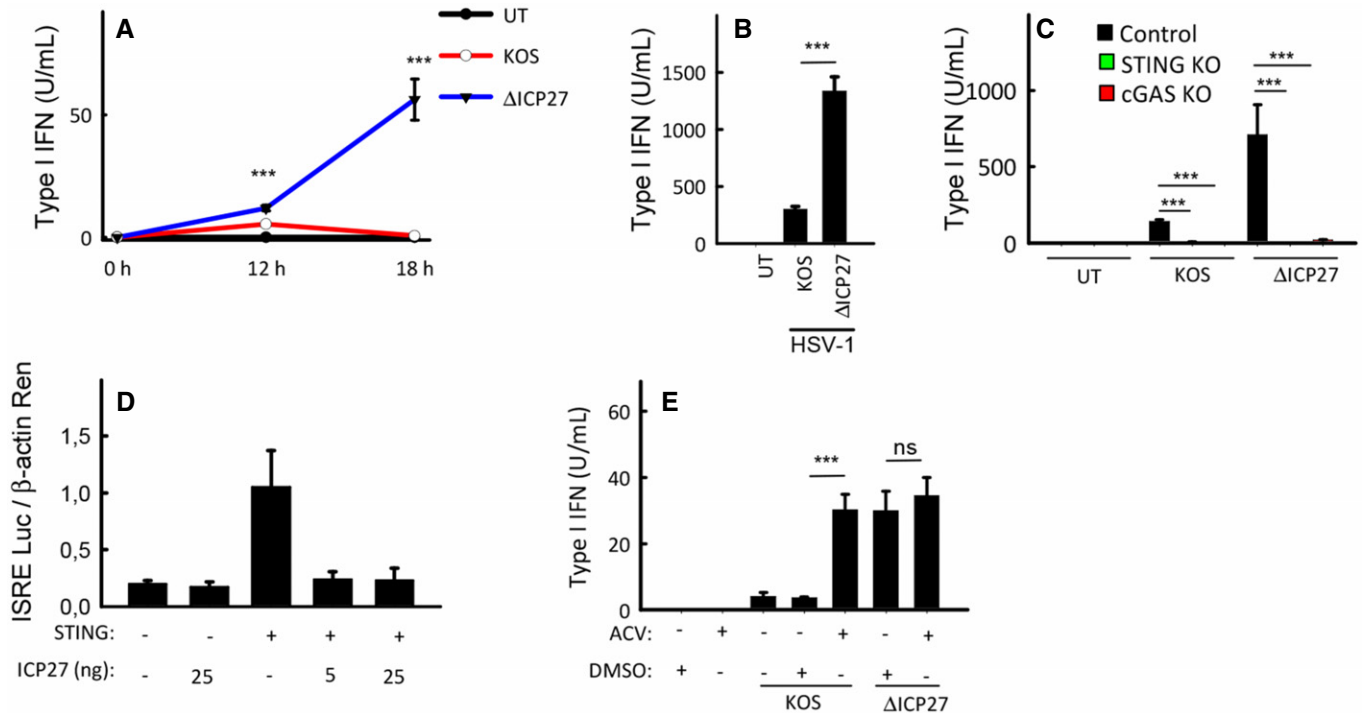 A
Type I IFN (U/mL)
50
0
0 h 12 h 18 h
***
***
UT
KOS
ΔICP27
B
Type I IFN (U/mL)
1500
1000
500
0
***
UT
KOS
ΔICP27
HSV-1
C
Type I IFN (U/mL)
1000
500
0
Control
STING KO
cGAS KO
***
***
***
***
UT KOS ΔICP27
D
ISRE Luc / β-actin Ren
1,5
1,0
0,5
0,0
STING: - - + + +
ICP27 (ng): - 25 - 5 25
E
Type I IFN (U/mL)
60
40
20
0
***
ns
ACV: - + - - + - +
DMSO: + - - + - + -
KOS ΔICP27